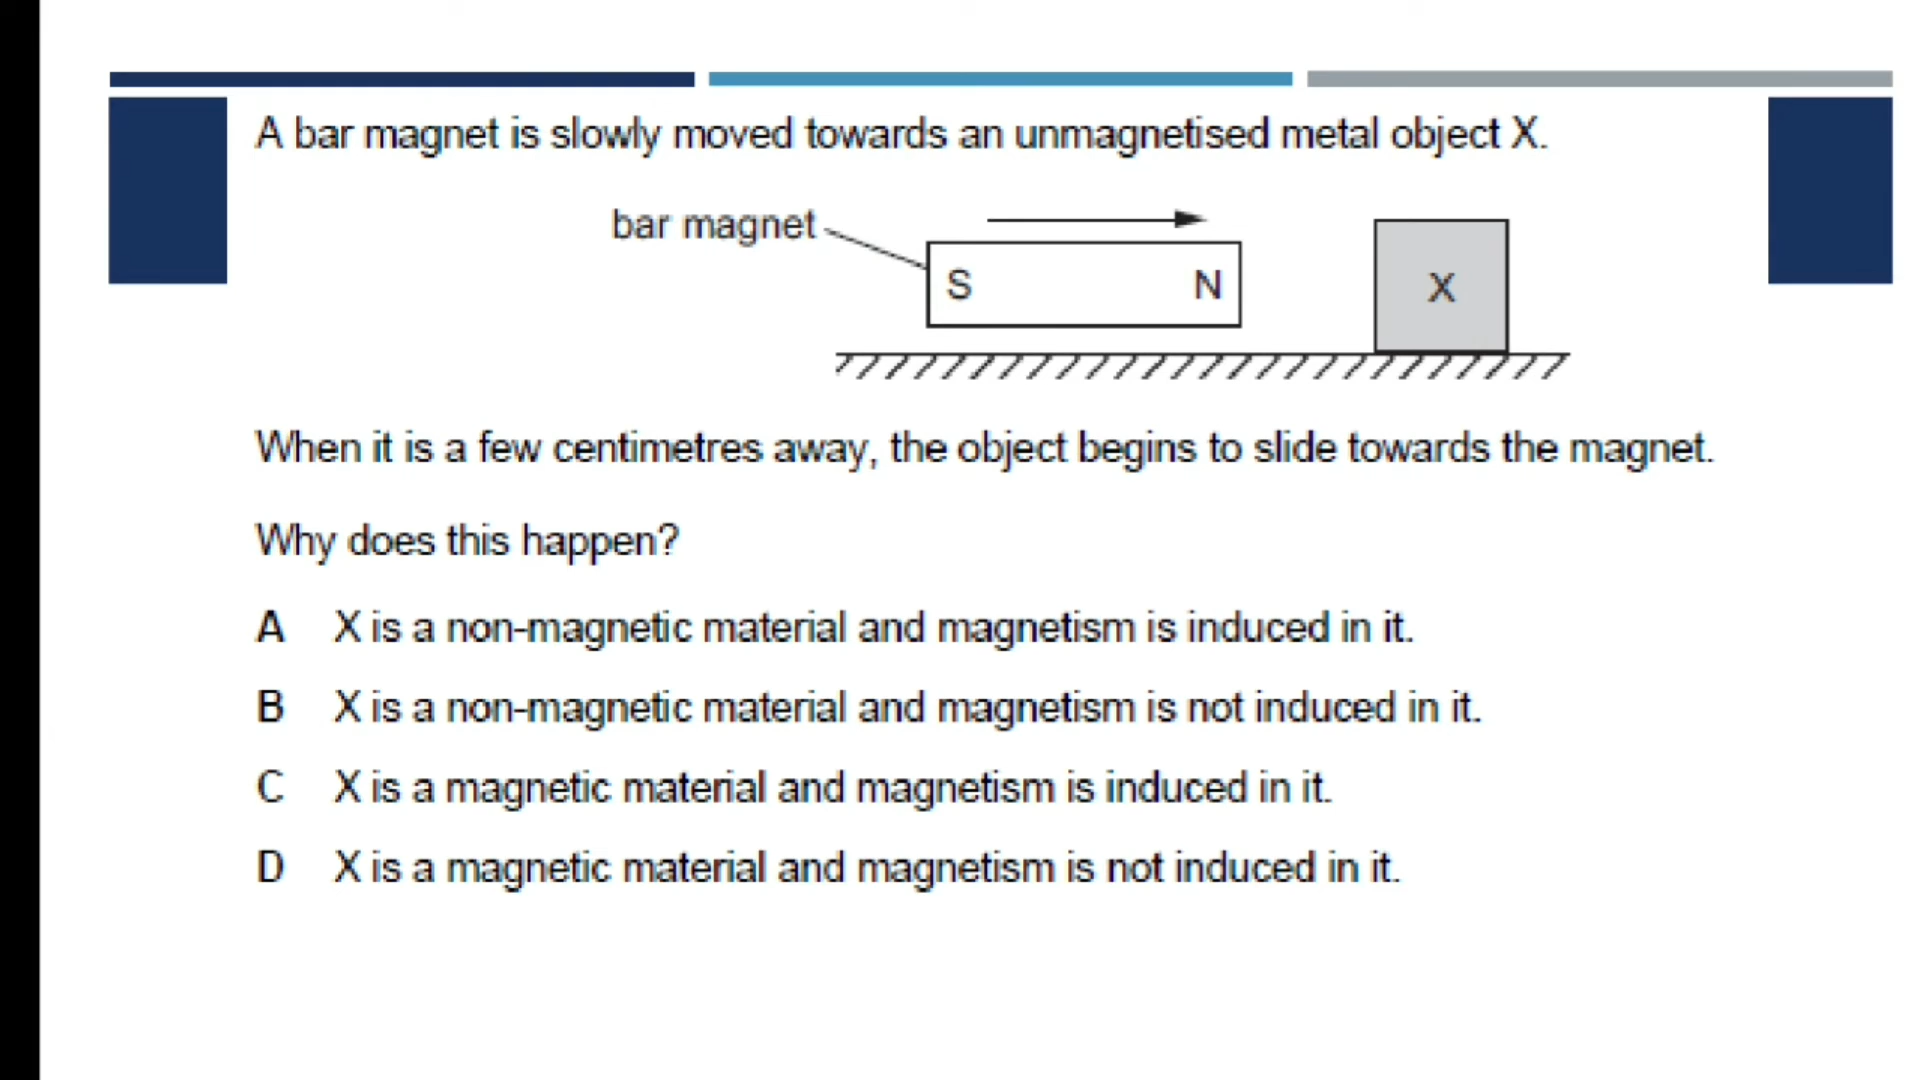 A bar magnet is slowly moved towards an unmagnetised metal object X.
bar magnet
S N X
When it is a few centimetres away, the object begins to slide towards the magnet.
Why does this happen?
A X is a non-magnetic material and magnetism is induced in it.
B X is a non-magnetic material and magnetism is not induced in it.
C X is a magnetic material and magnetism is induced in it.
D X is a magnetic material and magnetism is not induced in it.